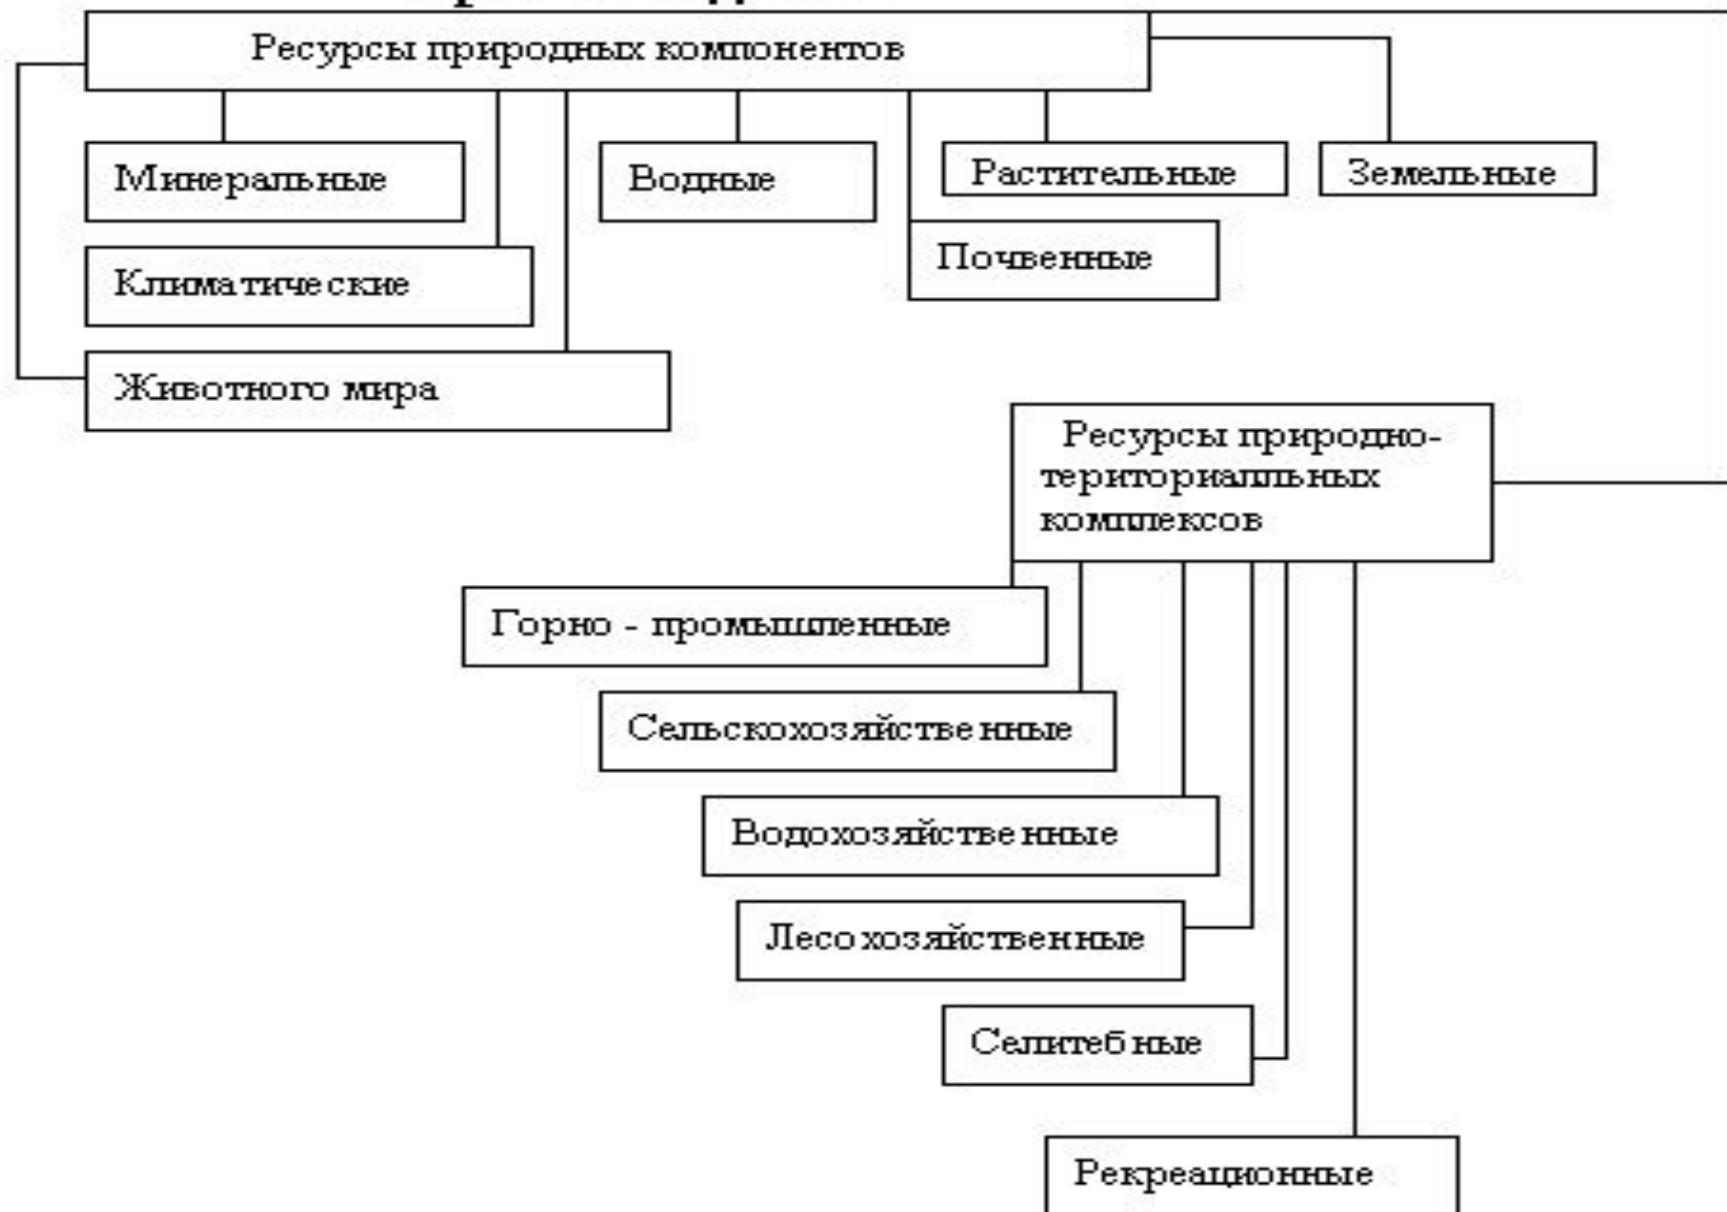 Ресурсы природных компонентов
Минеральные
Водные
Растительные
Земельные
Почвенные
Климатические
Животного мира
Ресурсы природно-
територналльных
комплексов
Горно - промышленные
Сельскохозяйственные
Водохозяйственные
Лесохозяйственные
Селитебные
Рекреационные